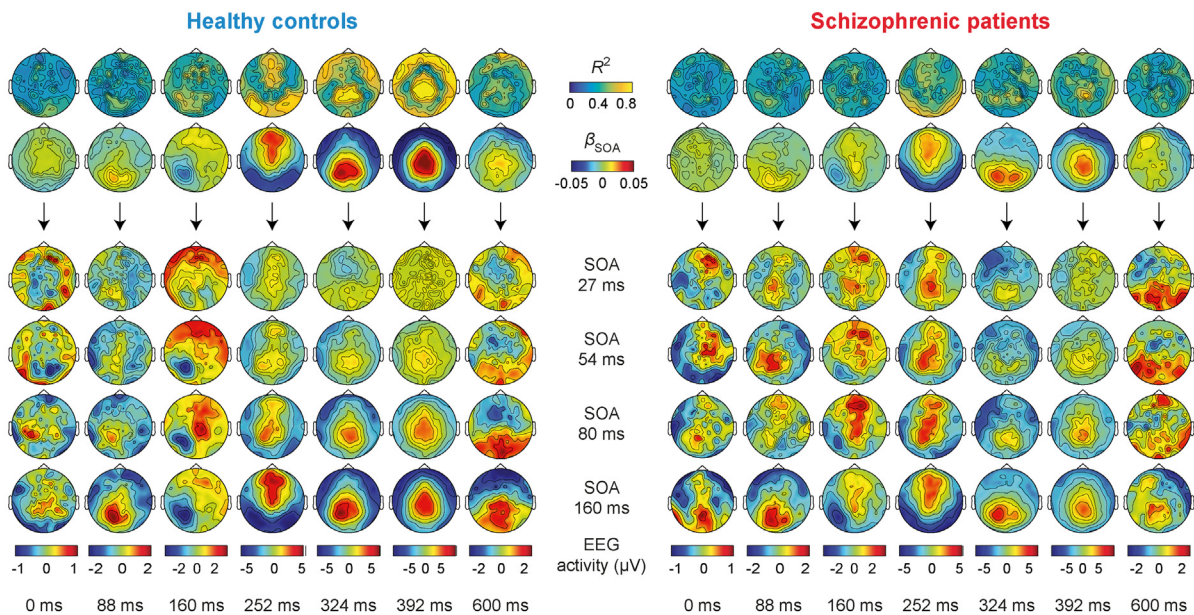 Healthy controls
Schizophrenic patients
R²
0 0.4 0.8
βSOA
-0.05 0 0.05
SOA
27 ms
SOA
54 ms
SOA
80 ms
SOA
160 ms
EEG
activity (µV)
-1 0 1 -2 0 2 -2 0 2 -5 0 5 -5 0 5 -5 0 5 -2 0 2
-1 0 1 -2 0 2 -2 0 2 -5 0 5 -5 0 5 -5 0 5 -2 0 2
0 ms 88 ms 160 ms 252 ms 324 ms 392 ms 600 ms
0 ms 88 ms 160 ms 252 ms 324 ms 392 ms 600 ms